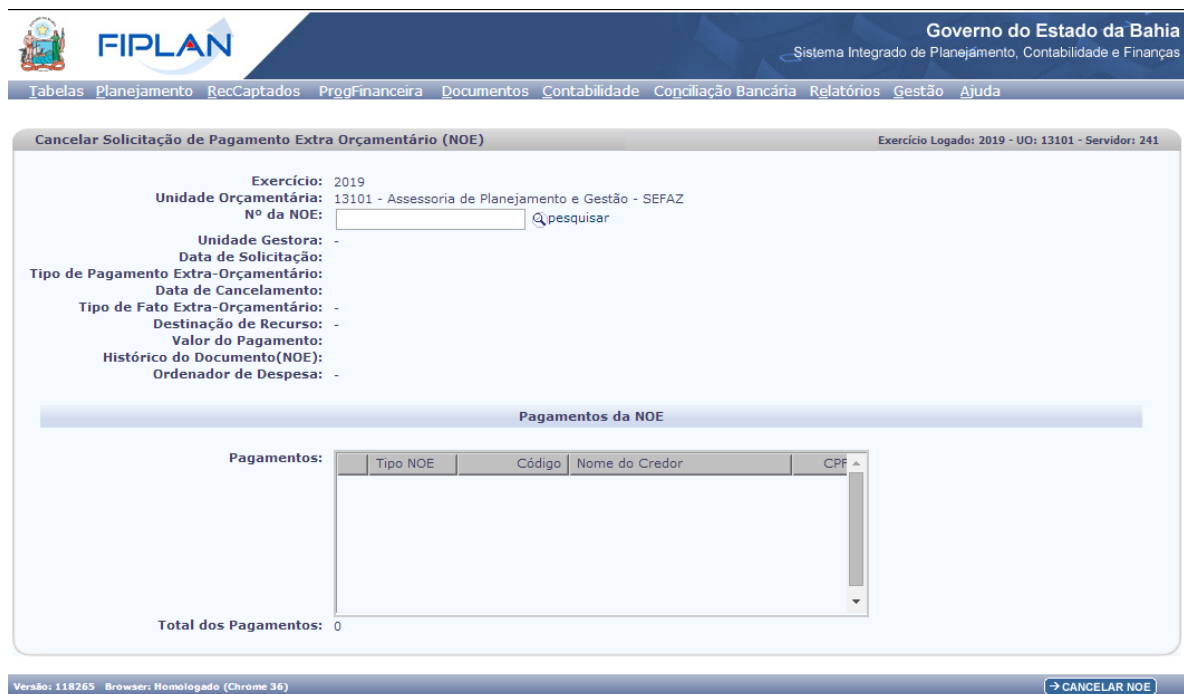 FIPLAN
Governo do Estado da Bahia
Sistema Integrado de Planejamento, Contabilidade e Finanças
Tabelas Planejamento RecCaptados ProgFinanceira Documentos Contabilidade Conciliação Bancária Relatórios Gestão Ajuda
Cancelar Solicitação de Pagamento Extra Orçamentário (NOE) Exercício Logado: 2019 - UO: 13101 - Servidor: 241
Exercício: 2019
Unidade Orçamentária: 13101 - Assessoria de Planejamento e Gestão - SEFAZ
Nº da NOE: pesquisar
Unidade Gestora: -
Data de Solicitação:
Tipo de Pagamento Extra-Orçamentário:
Data de Cancelamento:
Tipo de Fato Extra-Orçamentário: -
Destinação de Recurso: -
Valor do Pagamento:
Histórico do Documento(NOE):
Ordenador de Despesa: -
Pagamentos da NOE
Pagamentos: Tipo NOE Código Nome do Credor CPF
Total dos Pagamentos: 0
Versão: 118265 Browser: Homologado (Chrome 36) CANCELAR NOE